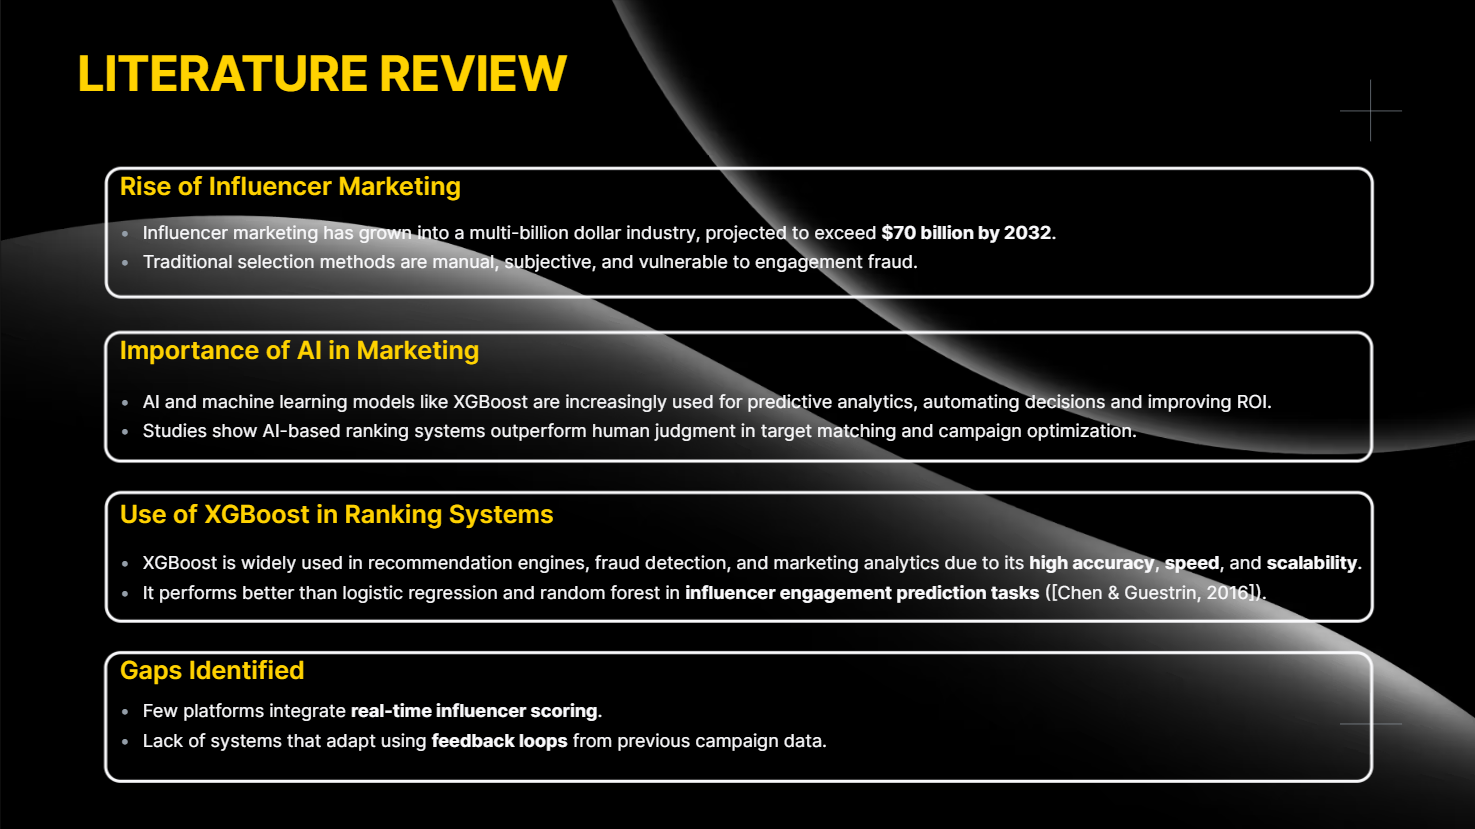 LITERATURE REVIEW
Rise of Influencer Marketing
• Influencer marketing has grown into a multi-billion dollar industry, projected to exceed $70 billion by 2032.
• Traditional selection methods are manual, subjective, and vulnerable to engagement fraud.
Importance of AI in Marketing
• AI and machine learning models like XGBoost are increasingly used for predictive analytics, automating decisions and improving ROI.
• Studies show AI-based ranking systems outperform human judgment in target matching and campaign optimization.
Use of XGBoost in Ranking Systems
• XGBoost is widely used in recommendation engines, fraud detection, and marketing analytics due to its high accuracy, speed, and scalability.
• It performs better than logistic regression and random forest in influencer engagement prediction tasks ([Chen & Guestrin, 2016]).
Gaps Identified
• Few platforms integrate real-time influencer scoring.
• Lack of systems that adapt using feedback loops from previous campaign data.